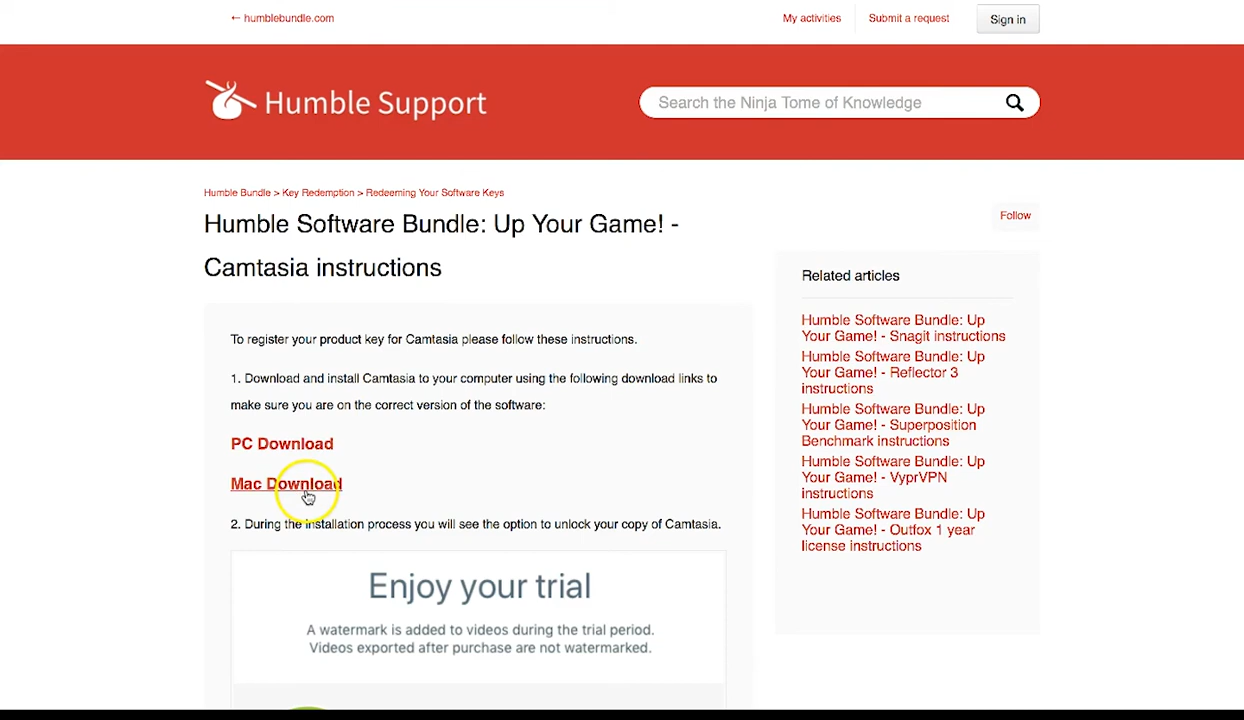 ← humblebundle.com
My activities
Submit a request
Sign in
Humble Support
Search the Ninja Tome of Knowledge
Humble Bundle > Key Redemption > Redeeming Your Software Keys
Humble Software Bundle: Up Your Game! -
Camtasia instructions
Follow
To register your product key for Camtasia please follow these instructions.
1. Download and install Camtasia to your computer using the following download links to
make sure you are on the correct version of the software:
PC Download
Mac Download
2. During the installation process you will see the option to unlock your copy of Camtasia.
Enjoy your trial
A watermark is added to videos during the trial period.
Videos exported after purchase are not watermarked.
Related articles
Humble Software Bundle: Up
Your Game! - Snagit instructions
Humble Software Bundle: Up
Your Game! - Reflector 3
instructions
Humble Software Bundle: Up
Your Game! - Superposition
Benchmark instructions
Humble Software Bundle: Up
Your Game! - VyprVPN
instructions
Humble Software Bundle: Up
Your Game! - Outfox 1 year
license instructions